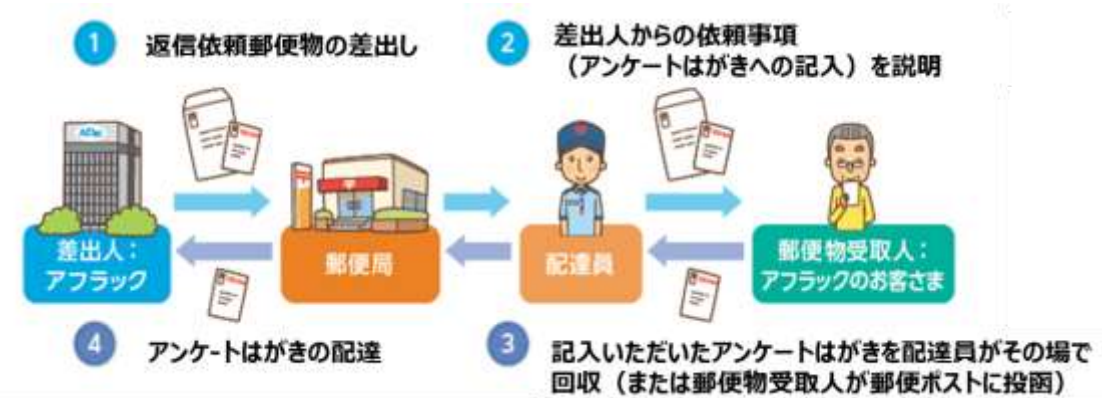 1 返信依頼郵便物の差出し
2 差出人からの依頼事項
（アンケートはがきへの記入）を説明
差出人：
アフラック
郵便局
配達員
郵便物受取人：
アフラックのお客さま
4 アンケートはがきの配達
3 記入いただいたアンケートはがきを配達員がその場で
回収（または郵便物受取人が郵便ポストに投函）